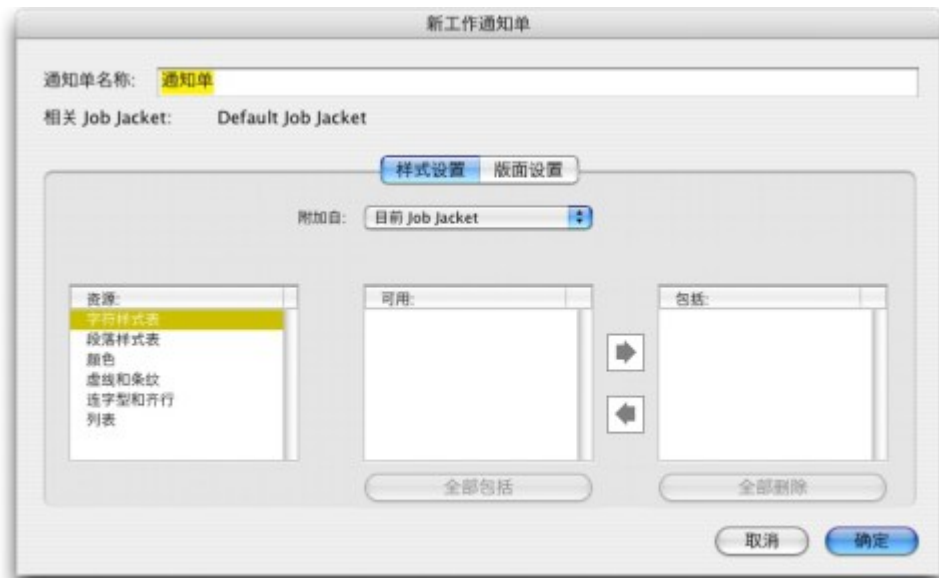 新工作通知单
通知单名称: 通知单
相关 Job Jacket: Default Job Jacket
样式设置 版面设置
附加自: 目前 Job Jacket
资源: 可用: 包括:
字符样式表
段落样式表
颜色
虚线和条纹
连字型和齐行
列表
全部包括 全部删除
取消 确定